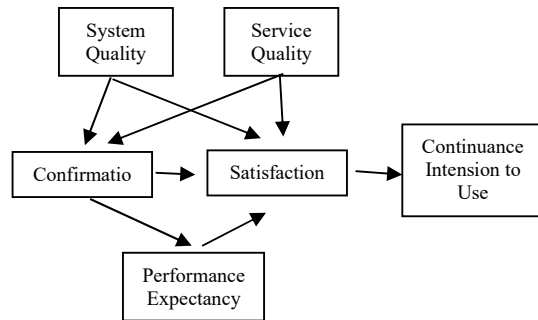 System
Quality
Service
Quality
Confirmatio
Satisfaction
Continuance
Intension to
Use
Performance
Expectancy